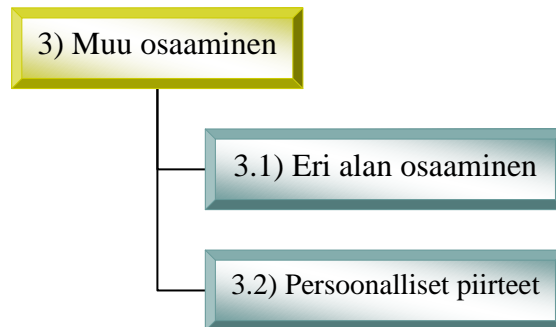 3) Muu osaaminen
3.1) Eri alan osaaminen
3.2) Persoonalliset piirteet